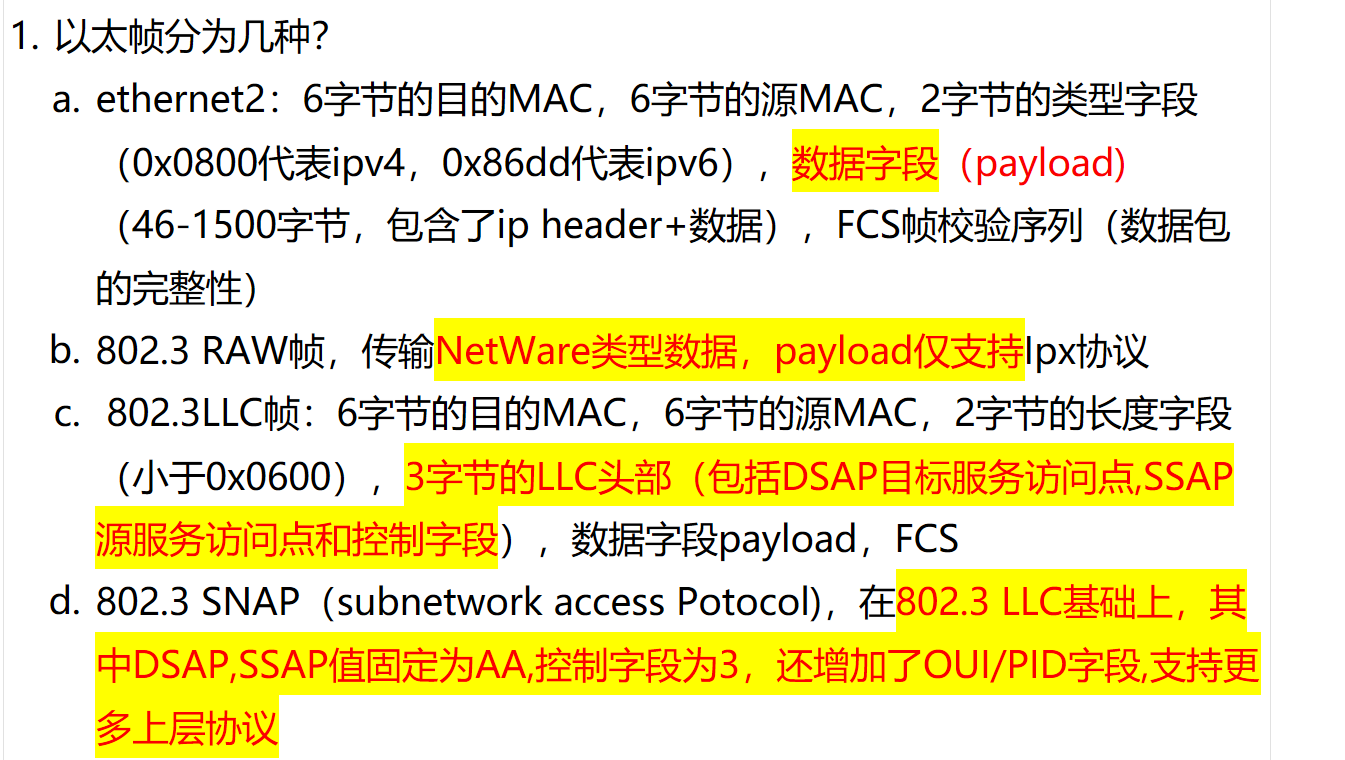 1. 以太帧分为几种？
a. ethernet2：6字节的目的MAC，6字节的源MAC，2字节的类型字段
（0x0800代表ipv4，0x86dd代表ipv6），数据字段（payload)
（46-1500字节，包含了ip header+数据），FCS帧校验序列（数据包
的完整性）
b. 802.3 RAW帧，传输NetWare类型数据，payload仅支持Ipx协议
c. 802.3LLC帧：6字节的目的MAC，6字节的源MAC，2字节的长度字段
（小于0x0600），3字节的LLC头部（包括DSAP目标服务访问点,SSAP
源服务访问点和控制字段），数据字段payload，FCS
d. 802.3 SNAP（subnetwork access Potocol)，在802.3 LLC基础上，其
中DSAP,SSAP值固定为AA,控制字段为3，还增加了OUI/PID字段,支持更
多上层协议